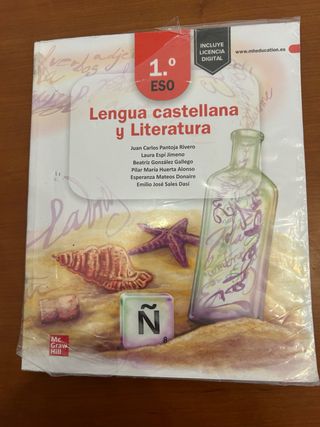 INCLUYE
LICENCIA
DIGITAL
www.mheducation.es
1.º
ESO
Lengua castellana
y Literatura
Juan Carlos Pantoja Rivero
Laura Espí Jimeno
Beatriz González Gallego
Pilar María Huerta Alonso
Esperanza Mateos Donaire
Emilio José Sales Dasí
Ñ
8
Mc
Graw
Hill